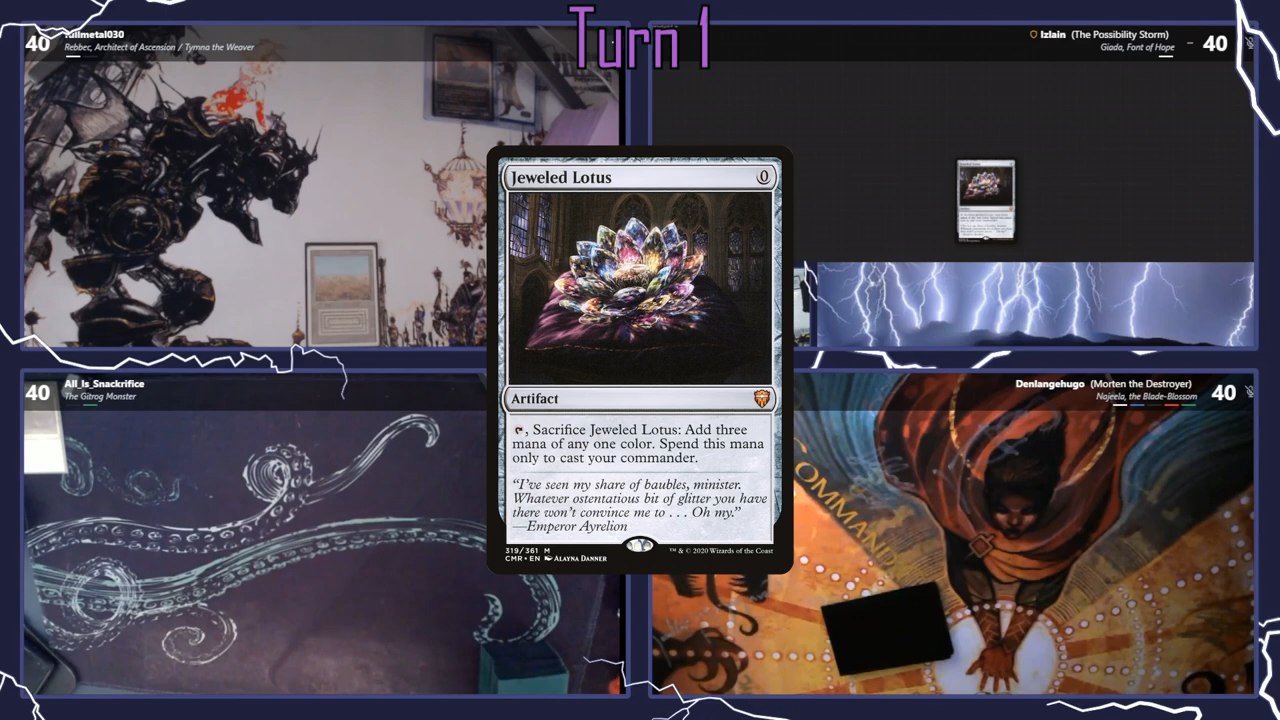 Turn 1
40
Rebbec, Architect of Ascension / Tymna the Weaver
Izlain (The Possibility Storm)
Giada, Font of Hope
40
Jeweled Lotus 0
Artifact
, Sacrifice Jeweled Lotus: Add three
mana of any one color. Spend this mana
only to cast your commander.
“I’ve seen my share of baubles, minister.
Whatever ostentatious bit of glitter you have
there won’t convince me to . . . Oh my.”
—Emperor Ayrelion
319/361 M
CMR • EN Alayna Danner
™ & © 2020 Wizards of the Coast
40
All_Is_Snackrifice
The Gitrog Monster
Denlangehugo (Morten the Destroyer)
Najeela, the Blade-Blossom
40
COMMAND